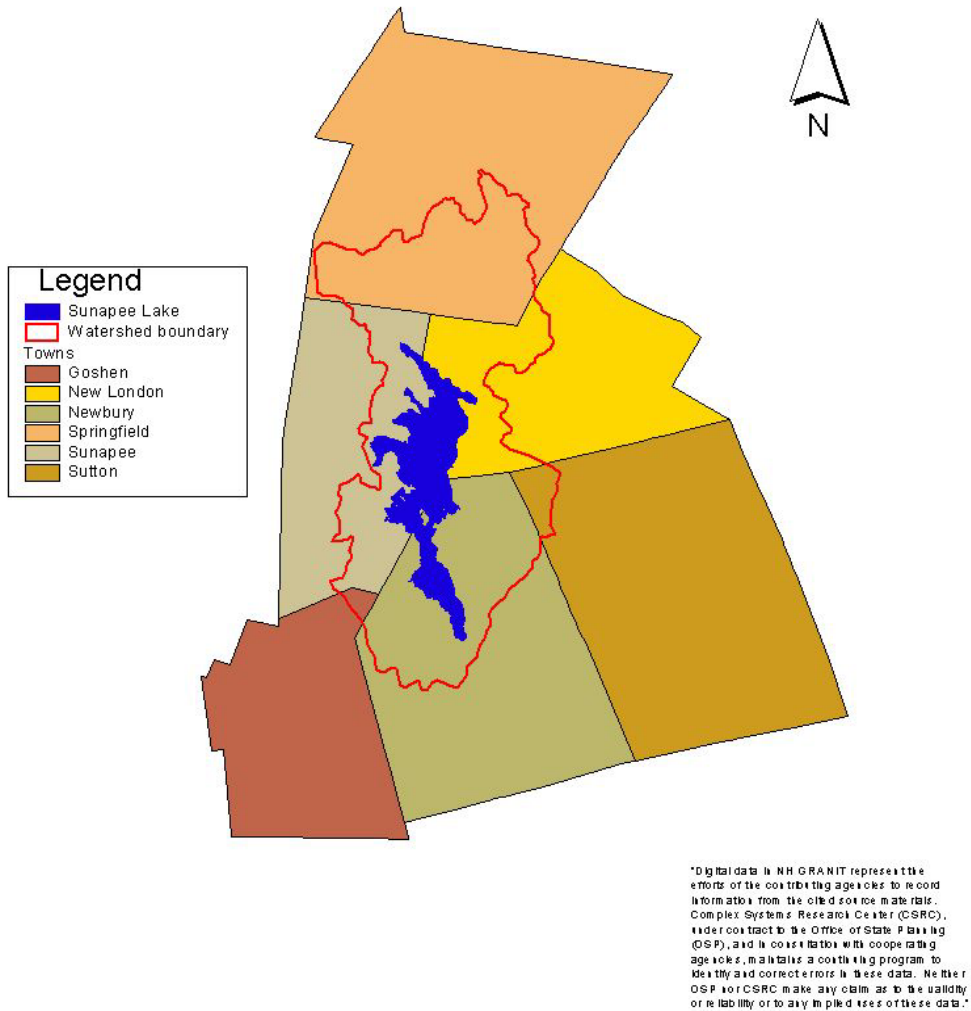 N
Legend
Sunapee Lake
Watershed boundary
Towns
Goshen
New London
Newbury
Springfield
Sunapee
Sutton
"Digital data in NH GRANIT represent the
efforts of the contributing agencies to record
information from the cited source materials.
Complex Systems Research Center (CSRC),
under contract to the Office of State Planning
(OSP), and in consultation with cooperating
agencies, maintains a continuing program to
identify and correct errors in these data. Neither
OSP nor CSRC make any claim as to the validity
or reliability or to any implied uses of these data."